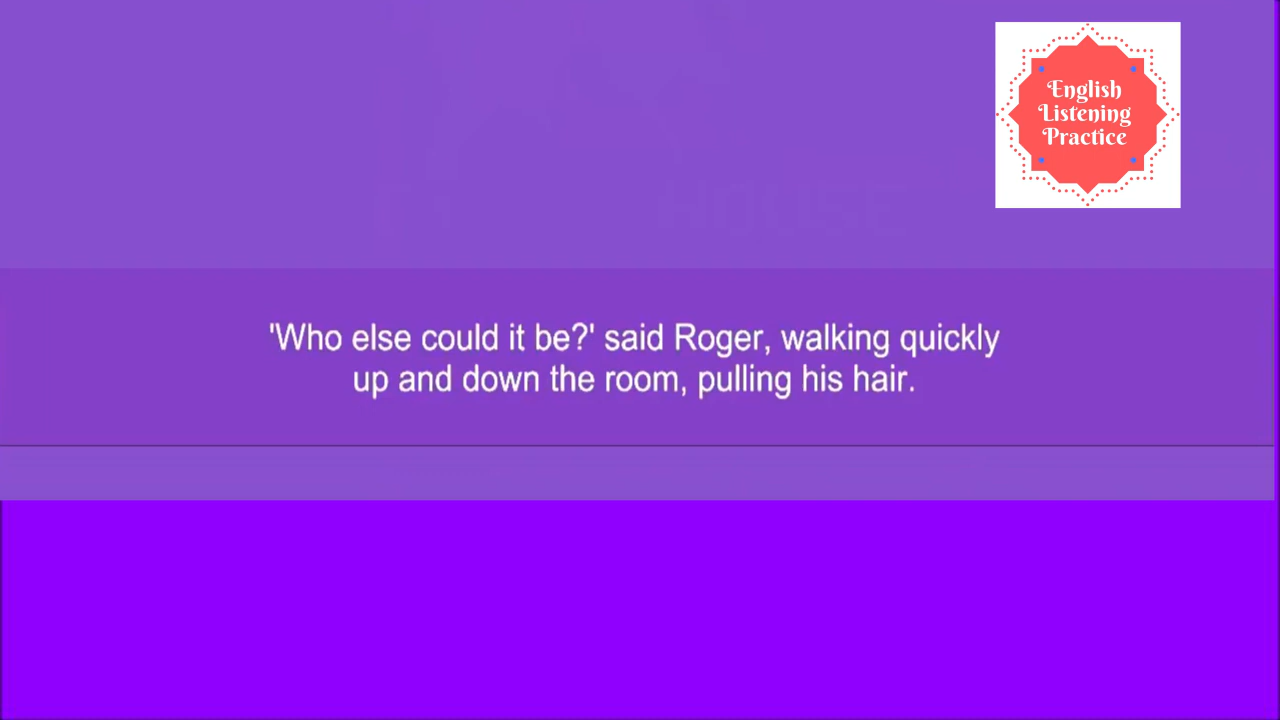 English
Listening
Practice
HOUSE
'Who else could it be?' said Roger, walking quickly
up and down the room, pulling his hair.